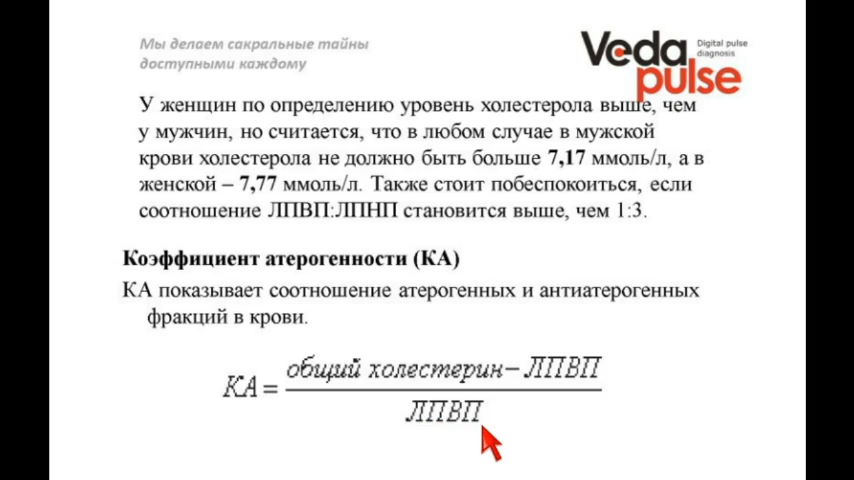 Мы делаем сакральные тайны
доступными каждому
Veda
pulse
Digital pulse
diagnosis
У женщин по определению уровень холестерола выше, чем
у мужчин, но считается, что в любом случае в мужской
крови холестерола не должно быть больше 7,17 ммоль/л, а в
женской – 7,77 ммоль/л. Также стоит побеспокоиться, если
соотношение ЛПВП:ЛПНП становится выше, чем 1:3.
Коэффициент атерогенности (КА)
КА показывает соотношение атерогенных и антиатерогенных
фракций в крови.
общий холестерин– ЛПВП
КА =
ЛПВП